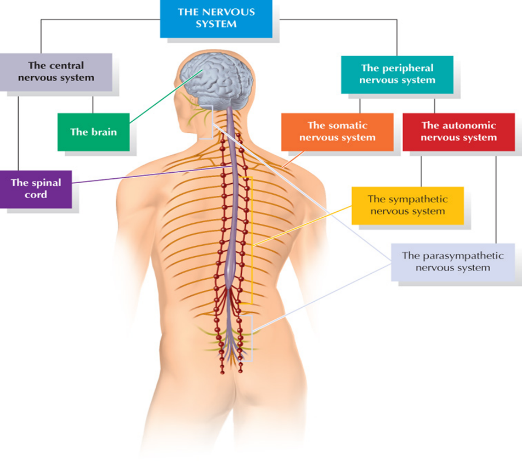 THE NERVOUS
SYSTEM
The central
nervous system
The peripheral
nervous system
The brain
The somatic
nervous system
The autonomic
nervous system
The spinal
cord
The sympathetic
nervous system
The parasympathetic
nervous system